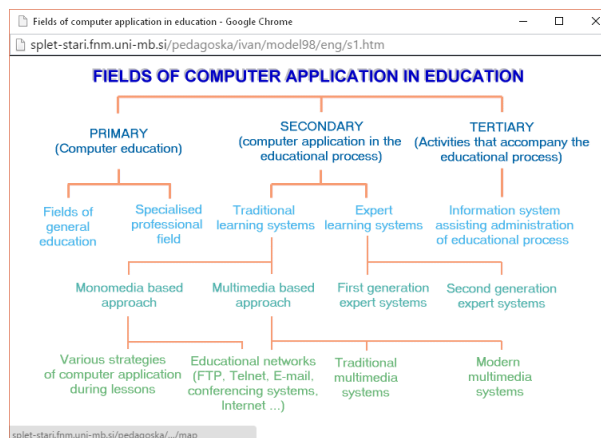 Fields of computer application in education - Google Chrome
splet-stari.fnm.uni-mb.si/pedagoska/ivan/model98/eng/s1.htm
FIELDS OF COMPUTER APPLICATION IN EDUCATION
PRIMARY
(Computer education)
SECONDARY
(computer application in the
educational process)
TERTIARY
(Activities that accompany the
educational process)
Fields of
general
education
Specialised
professional
field
Traditional
learning systems
Expert
learning systems
Information system
assisting administration
of educational process
Monomedia based
approach
Multimedia based
approach
First generation
expert systems
Second generation
expert systems
Various strategies
of computer application
during lessons
Educational networks
(FTP, Telnet, E-mail,
conferencing systems,
Internet ...)
Traditional
multimedia
systems
Modern
multimedia
systems
splet-stari.fnm.uni-mb.si/pedagoska/.../map